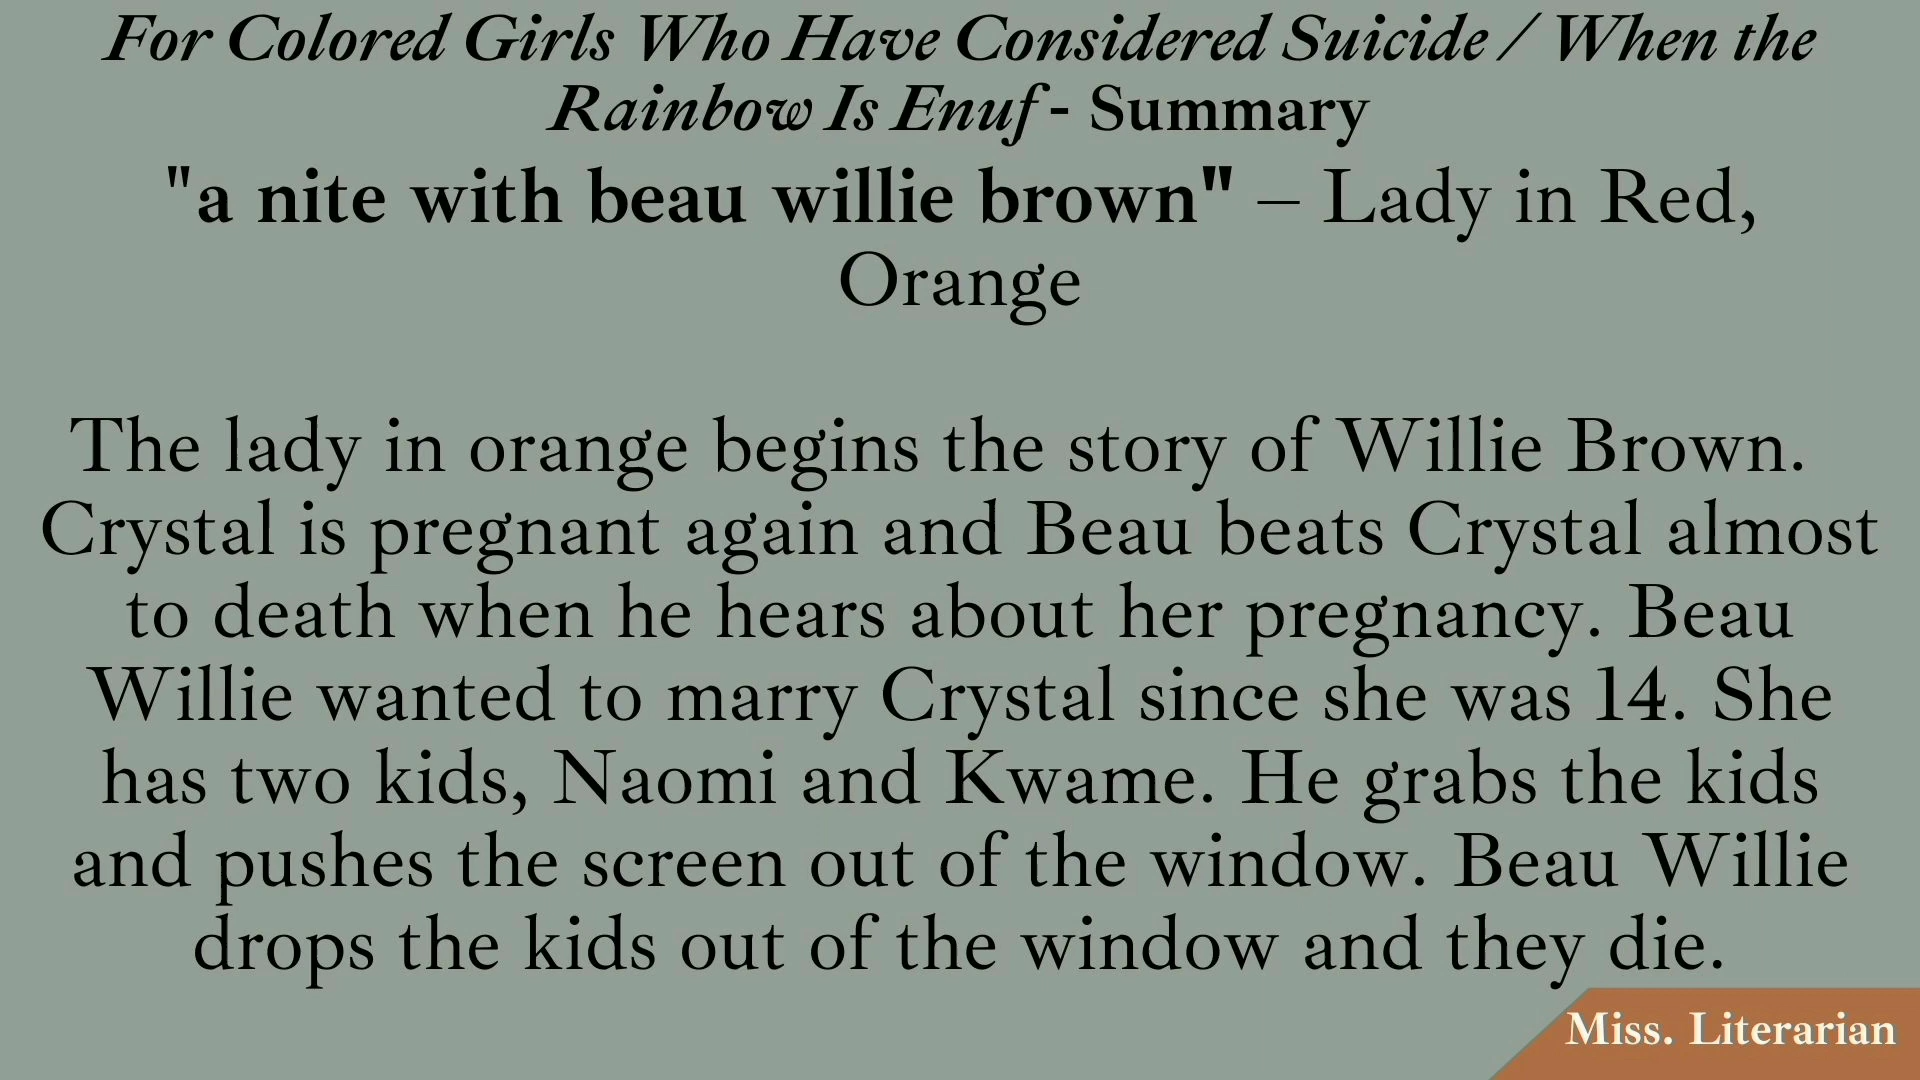 For Colored Girls Who Have Considered Suicide / When the
Rainbow Is Enuf - Summary
"a nite with beau willie brown" – Lady in Red,
Orange
The lady in orange begins the story of Willie Brown.
Crystal is pregnant again and Beau beats Crystal almost
to death when he hears about her pregnancy. Beau
Willie wanted to marry Crystal since she was 14. She
has two kids, Naomi and Kwame. He grabs the kids
and pushes the screen out of the window. Beau Willie
drops the kids out of the window and they die.
Miss. Literarian